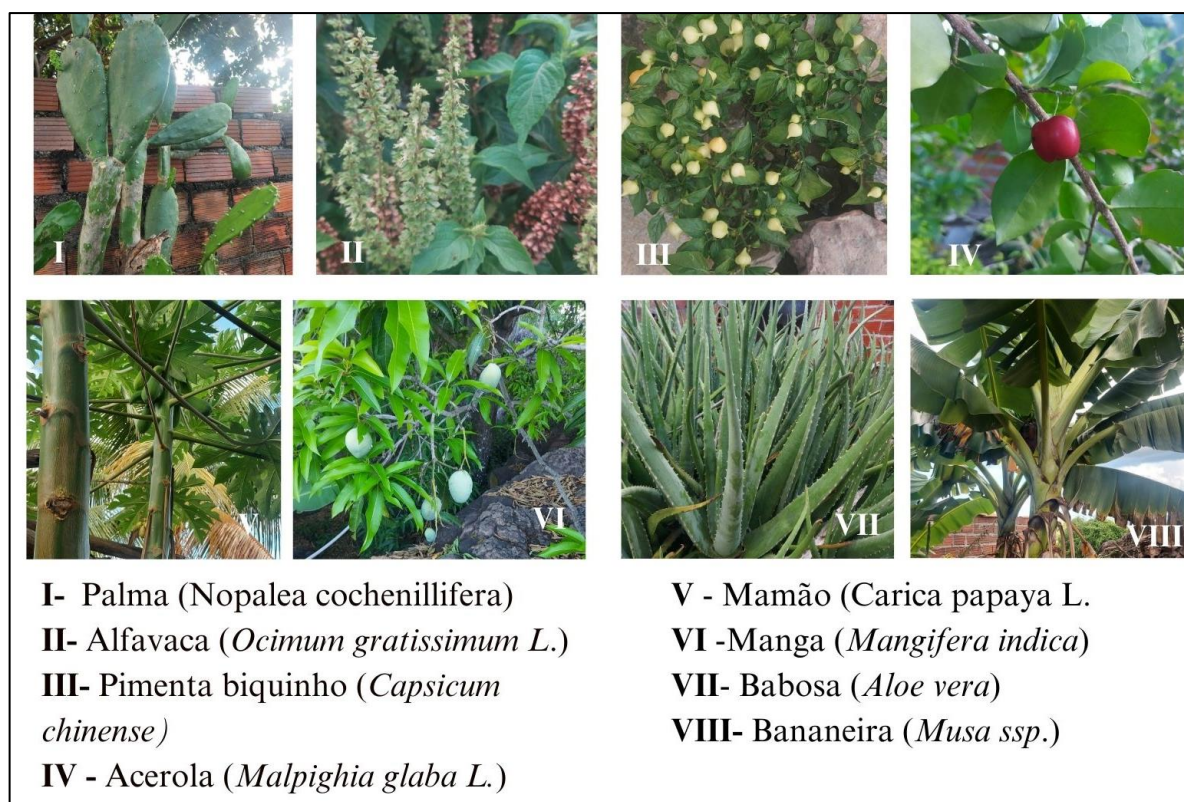 I
II
III
IV
V
VI
VII
VIII
I- Palma (Nopalea cochenillifera)
II- Alfavaca (Ocimum gratissimum L.)
III- Pimenta biquinho (Capsicum
chinense)
IV - Acerola (Malpighia glaba L.)
V - Mamão (Carica papaya L.
VI -Manga (Mangifera indica)
VII- Babosa (Aloe vera)
VIII- Bananeira (Musa ssp.)